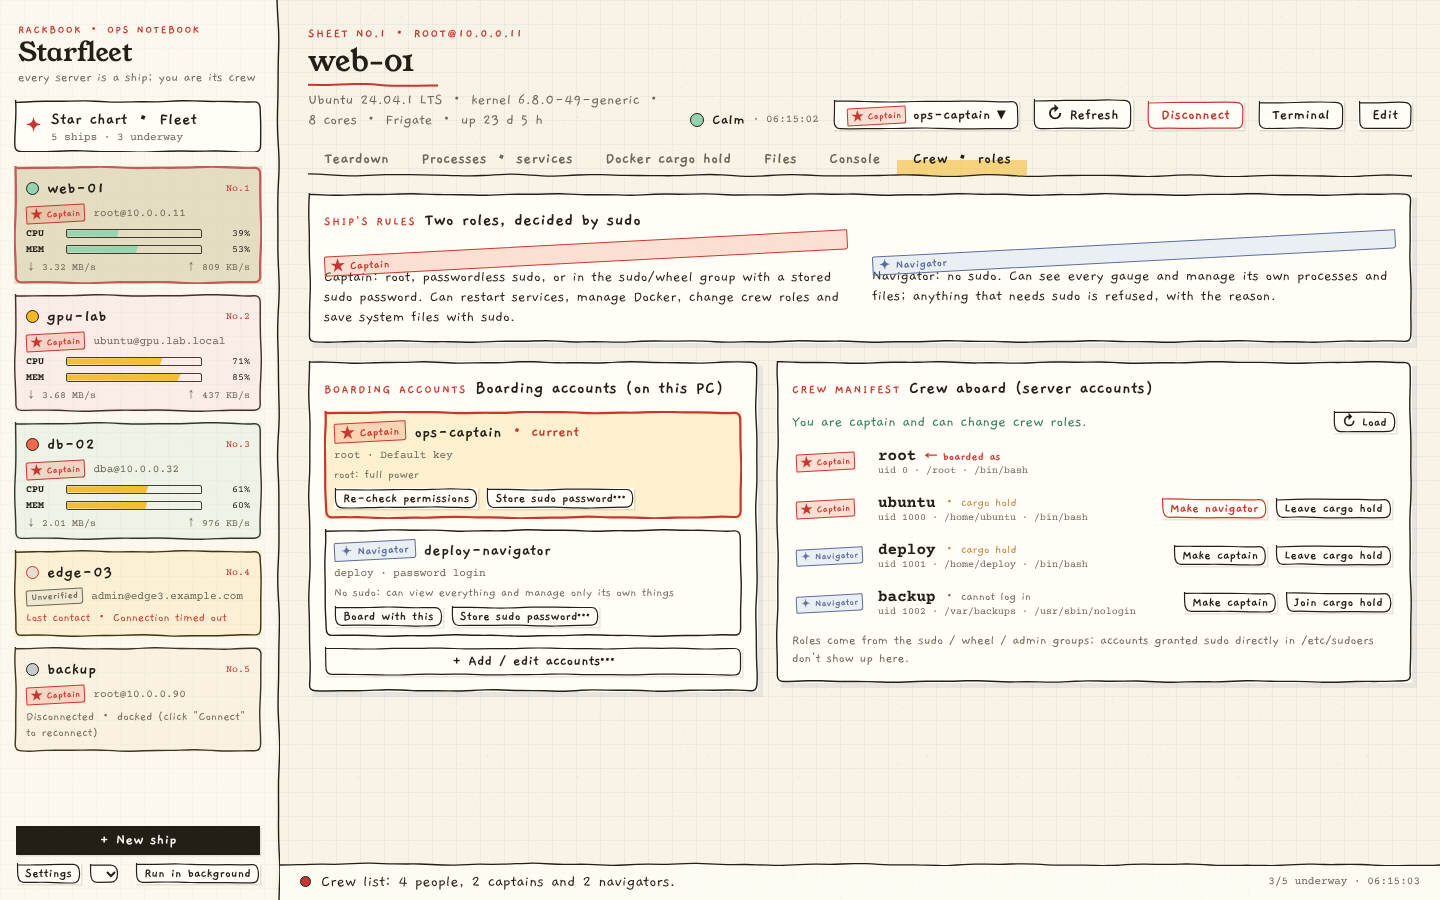 RACKBOOK • OPS NOTEBOOK
Starfleet
every server is a ship; you are its crew
Star chart • Fleet
5 ships · 3 underway
web-01 No.1
Captain root@10.0.0.11
CPU 39%
MEM 53%
↓ 3.32 MB/s ↑ 809 KB/s
gpu-lab No.2
Captain ubuntu@gpu.lab.local
CPU 71%
MEM 85%
↓ 3.68 MB/s ↑ 437 KB/s
db-02 No.3
Captain dba@10.0.0.32
CPU 61%
MEM 60%
↓ 2.01 MB/s ↑ 976 KB/s
edge-03 No.4
Unverified admin@edge3.example.com
Lost contact • Connection timed out
backup No.5
Captain root@10.0.0.90
Disconnected • docked (click "Connect"
to reconnect)
+ New ship
Settings Run in background
SHEET NO.1 • ROOT@10.0.0.11
web-01
Ubuntu 24.04.1 LTS • kernel 6.8.0-49-generic •
8 cores • Frigate • up 23 d 5 h
Calm · 06:15:02 Captain ops-captain ▼ Refresh Disconnect Terminal Edit
Teardown Processes • services Docker cargo hold Files Console Crew • roles
SHIP'S RULES Two roles, decided by sudo
Captain
Captain: root, passwordless sudo, or in the sudo/wheel group with a stored
sudo password. Can restart services, manage Docker, change crew roles and
save system files with sudo.
Navigator
Navigator: no sudo. Can see every gauge and manage its own processes and
files; anything that needs sudo is refused, with the reason.
BOARDING ACCOUNTS Boarding accounts (on this PC)
Captain ops-captain • current
root · Default key
root: full power
Re-check permissions Store sudo password•••
Navigator deploy-navigator
deploy · password login
No sudo: can view everything and manage only its own things
Board with this Store sudo password•••
+ Add / edit accounts•••
CREW MANIFEST Crew aboard (server accounts)
You are captain and can change crew roles. Load
Captain root ← boarded as
uid 0 · /root · /bin/bash
Captain ubuntu • cargo hold
uid 1000 · /home/ubuntu · /bin/bash
Make navigator Leave cargo hold
Navigator deploy • cargo hold
uid 1001 · /home/deploy · /bin/bash
Make captain Leave cargo hold
Navigator backup • cannot log in
uid 1002 · /var/backups · /usr/sbin/nologin
Make captain Join cargo hold
Roles come from the sudo / wheel / admin groups; accounts granted sudo directly in /etc/sudoers
don't show up here.
Crew list: 4 people, 2 captains and 2 navigators.
3/5 underway · 06:15:03